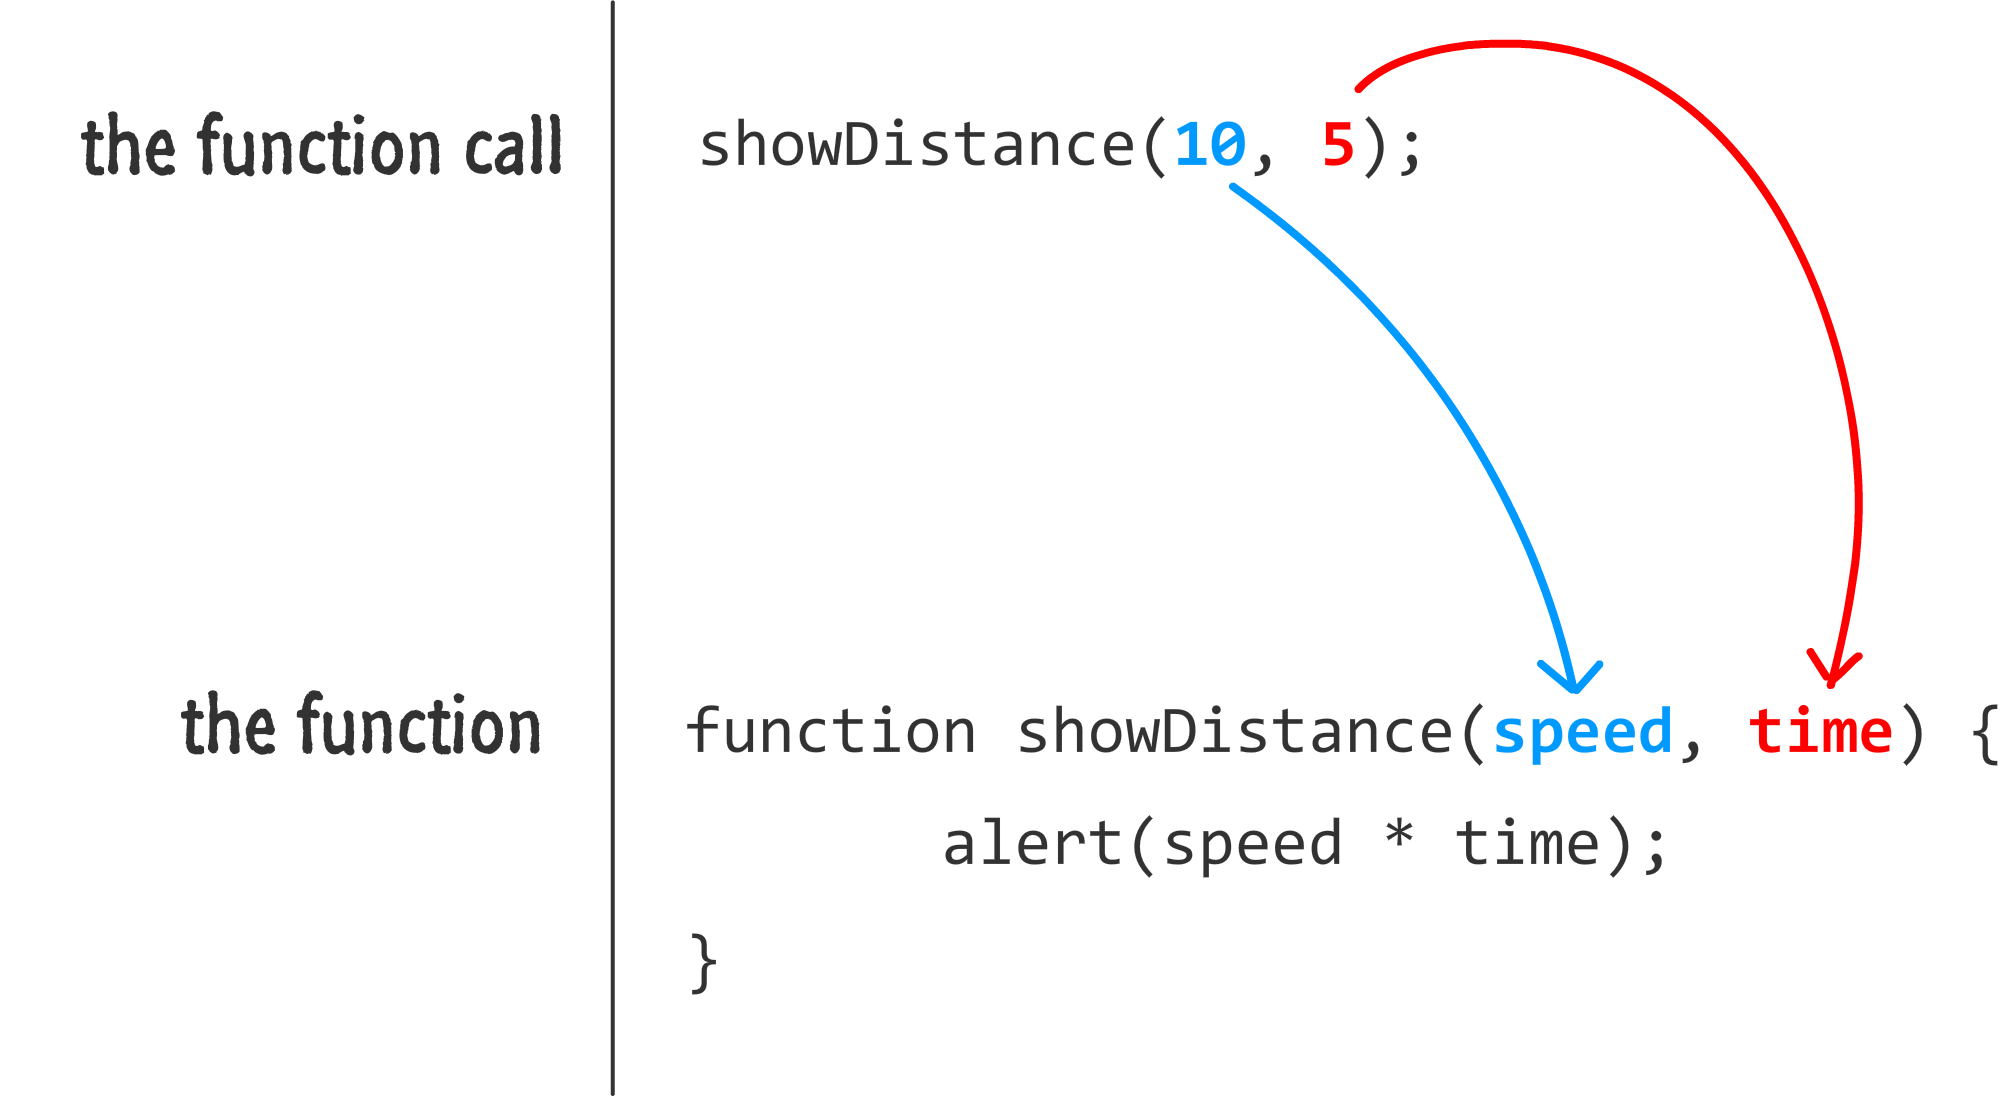 the function call
showDistance(10, 5);
the function
function showDistance(speed, time) {
alert(speed * time);
}